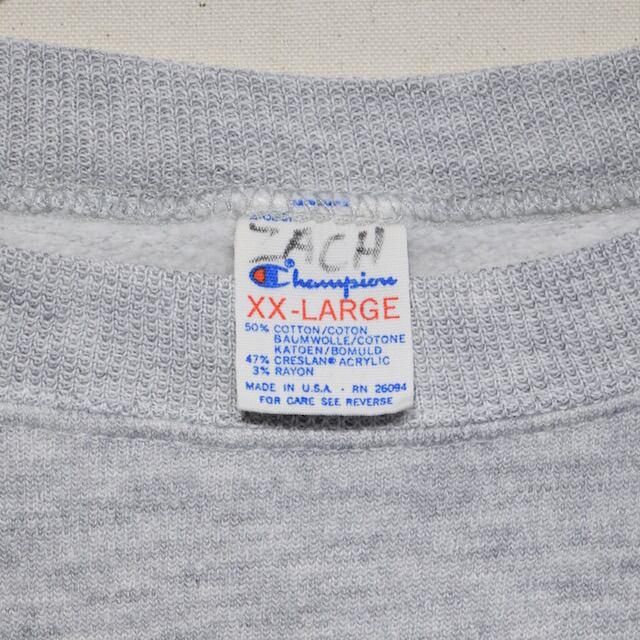 ZACH
Champion®
XX-LARGE
50% COTTON/COTON
BAUMWOLLE/COTONE
KATOEN/BOMULD
47% CRESLAN® ACRYLIC
3% RAYON
MADE IN U.S.A. - RN 26094
FOR CARE SEE REVERSE